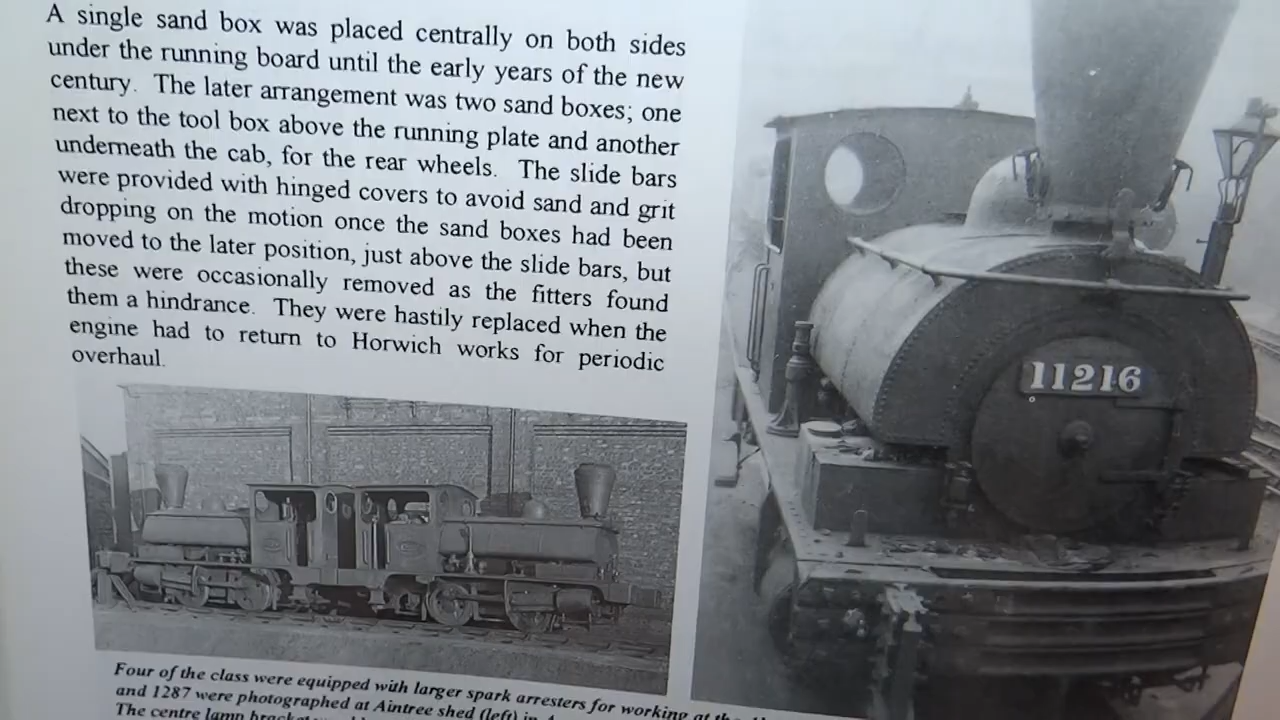 A single sand box was placed centrally on both sides
under the running board until the early years of the new
century. The later arrangement was two sand boxes; one
next to the tool box above the running plate and another
underneath the cab, for the rear wheels. The slide bars
were provided with hinged covers to avoid sand and grit
dropping on the motion once the sand boxes had been
moved to the later position, just above the slide bars, but
these were occasionally removed as the fitters found
them a hindrance. They were hastily replaced when the
engine had to return to Horwich works for periodic
overhaul.
11216
Four of the class were equipped with larger spark arresters for working at the
and 1287 were photographed at Aintree shed (left) in
The centre lamp bracket